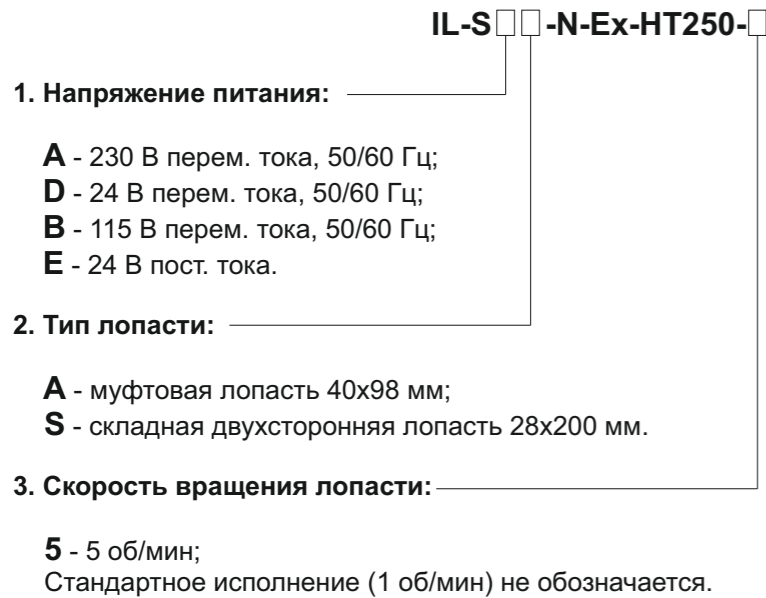 IL-S□□-N-Ex-HT250-□
1. Напряжение питания:
A - 230 В перем. тока, 50/60 Гц;
D - 24 В перем. тока, 50/60 Гц;
B - 115 В перем. тока, 50/60 Гц;
E - 24 В пост. тока.
2. Тип лопасти:
A - муфтовая лопасть 40х98 мм;
S - складная двухсторонняя лопасть 28х200 мм.
3. Скорость вращения лопасти:
5 - 5 об/мин;
Стандартное исполнение (1 об/мин) не обозначается.